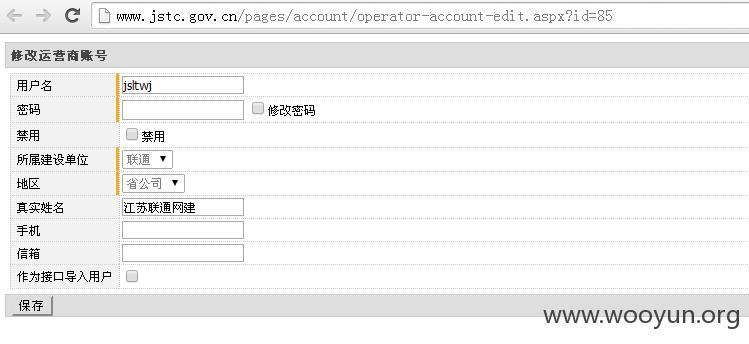 www.jstc.gov.cn/pages/account/operator-account-edit.aspx?id=85
修改运营商账号
用户名 jsltwj
密码 修改密码
禁用 禁用
所属建设单位 联通
地区 省公司
真实姓名 江苏联通网建
手机
信箱
作为接口导入用户
保存
www.wooyun.org